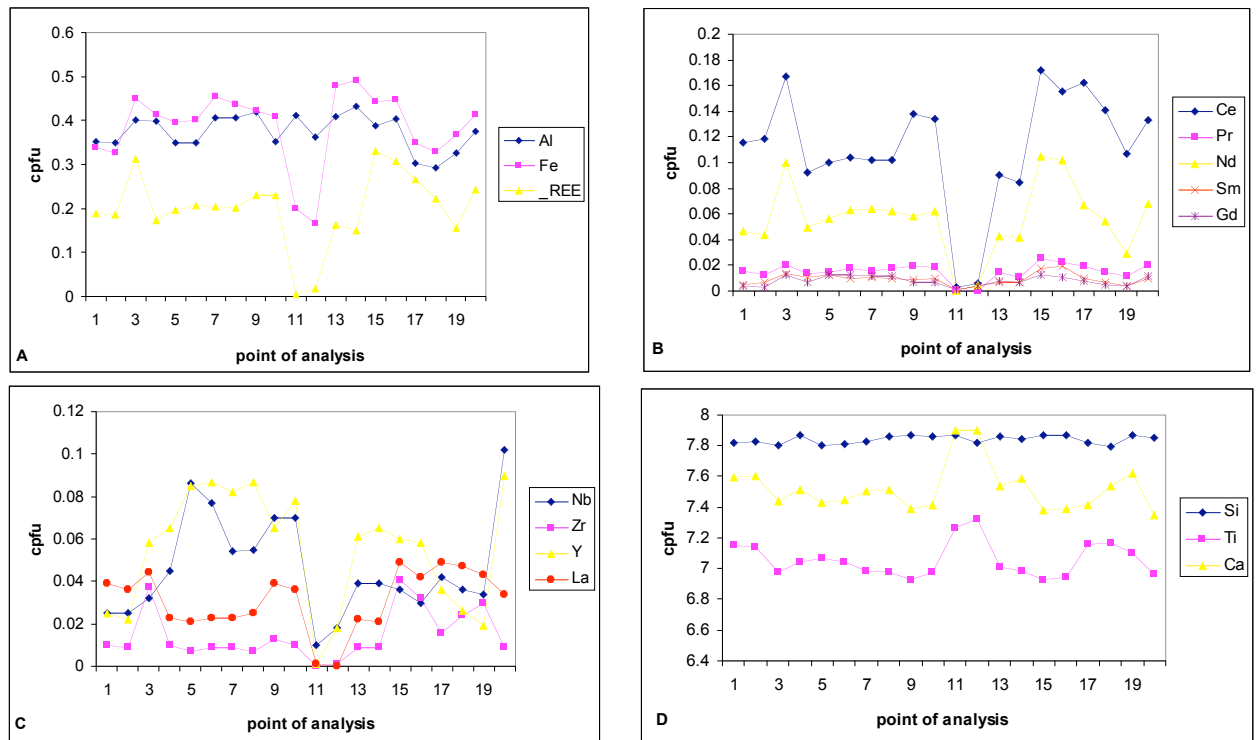 0.6
0.5
0.4
0.3
0.2
0.1
0
cpfu
1 3 5 7 9 11 13 15 17 19
point of analysis
A
Al
Fe
_REE
0.2
0.18
0.16
0.14
0.12
0.1
0.08
0.06
0.04
0.02
0
cpfu
1 3 5 7 9 11 13 15 17 19
point of analysis
B
Ce
Pr
Nd
Sm
Gd
0.12
0.1
0.08
0.06
0.04
0.02
0
cpfu
1 3 5 7 9 11 13 15 17 19
point of analysis
C
Nb
Zr
Y
La
8
7.8
7.6
7.4
7.2
7
6.8
6.6
6.4
cpfu
1 3 5 7 9 11 13 15 17 19
point of analysis
D
Si
Ti
Ca